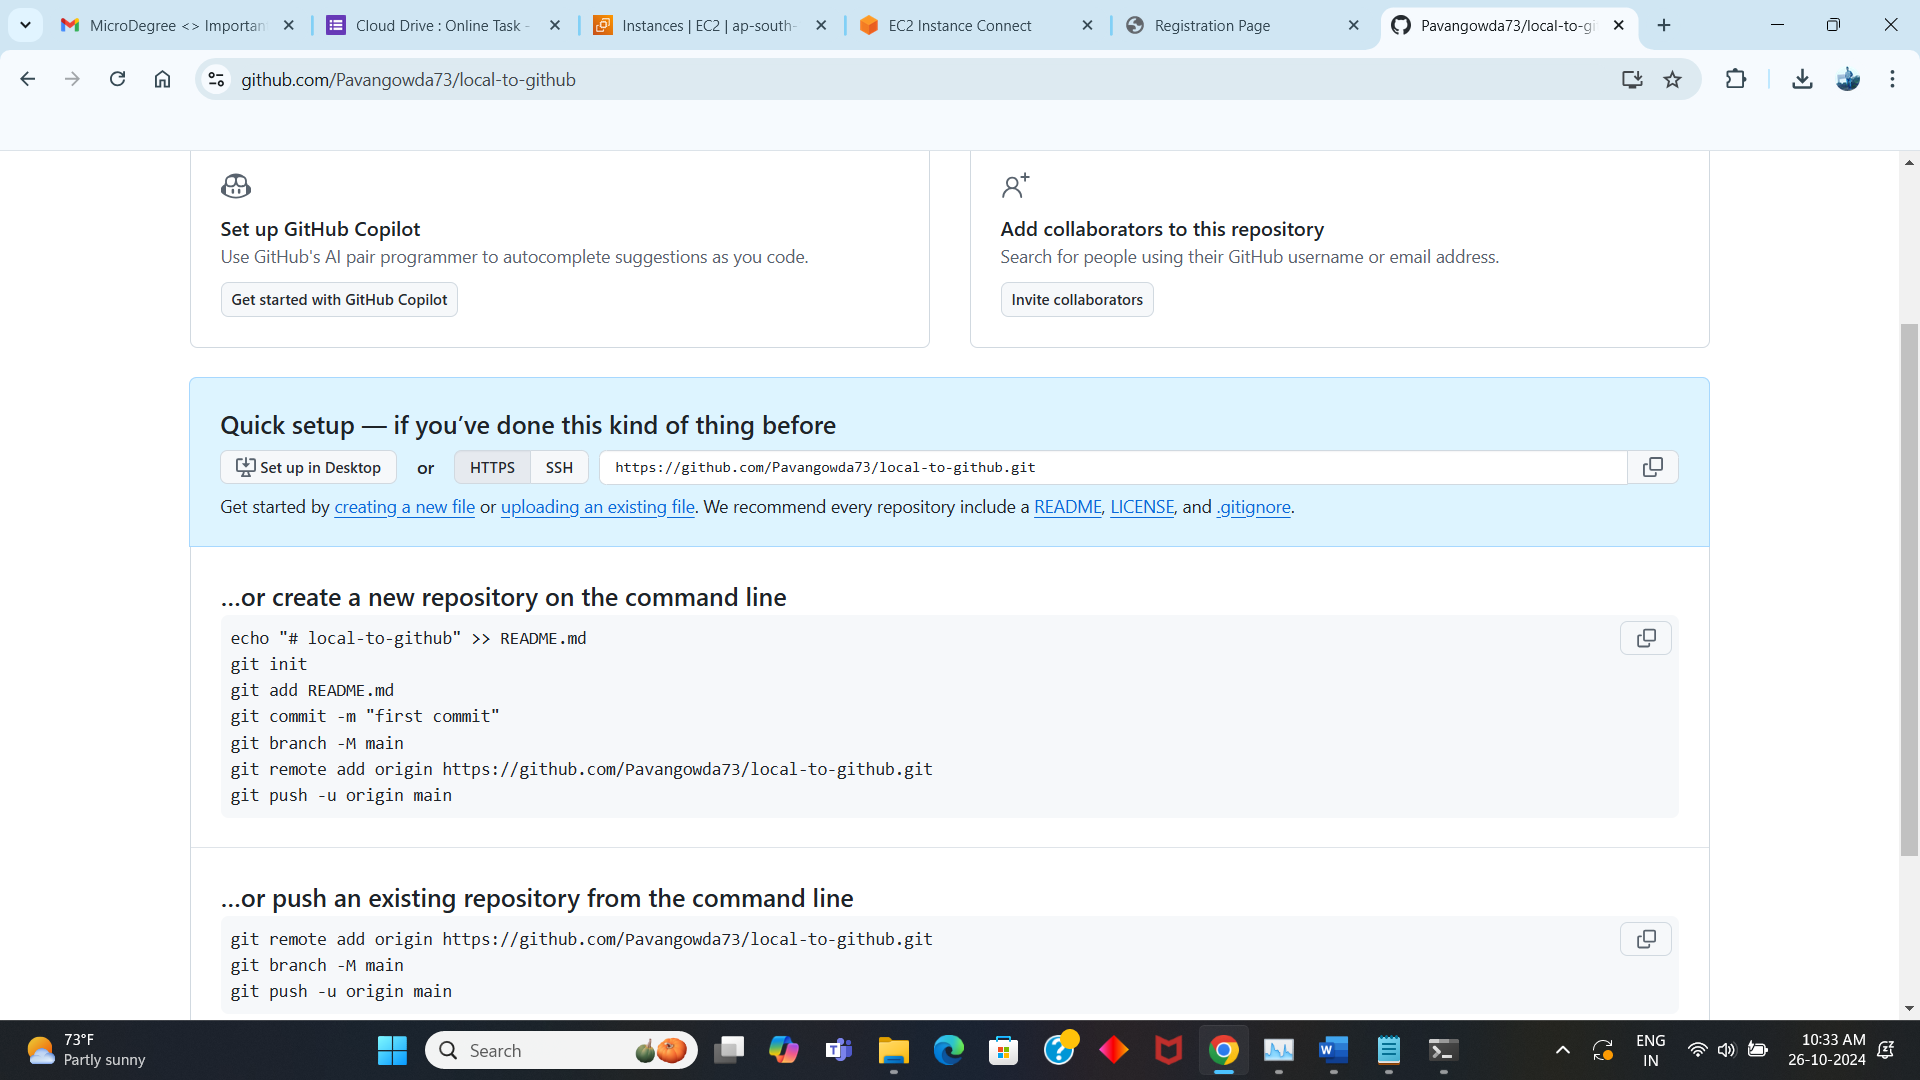 MicroDegree <> Important
Cloud Drive : Online Task -
Instances | EC2 | ap-south-
EC2 Instance Connect
Registration Page
Pavangowda73/local-to-gi
github.com/Pavangowda73/local-to-github
Set up GitHub Copilot
Use GitHub's AI pair programmer to autocomplete suggestions as you code.
Get started with GitHub Copilot
Add collaborators to this repository
Search for people using their GitHub username or email address.
Invite collaborators
Quick setup — if you’ve done this kind of thing before
Set up in Desktop or HTTPS SSH https://github.com/Pavangowda73/local-to-github.git
Get started by creating a new file or uploading an existing file. We recommend every repository include a README, LICENSE, and .gitignore.
…or create a new repository on the command line
echo "# local-to-github" >> README.md
git init
git add README.md
git commit -m "first commit"
git branch -M main
git remote add origin https://github.com/Pavangowda73/local-to-github.git
git push -u origin main
…or push an existing repository from the command line
git remote add origin https://github.com/Pavangowda73/local-to-github.git
git branch -M main
git push -u origin main
73°F
Partly sunny
Search
ENG
IN
10:33 AM
26-10-2024